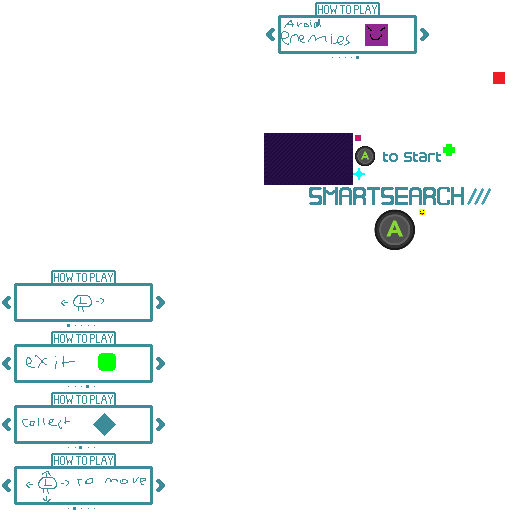 HOW TO PLAY
Avoid
Enemies
A to start
SMARTSEARCH///
A
HOW TO PLAY
← L →
HOW TO PLAY
exit
HOW TO PLAY
collect
HOW TO PLAY
← L → to move